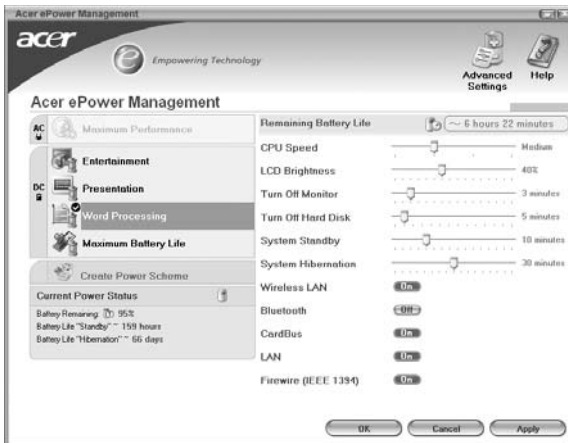 Acer ePower Management
acer
Empowering Technology
Advanced Settings
Help
Acer ePower Management
AC
Maximum Performance
DC
Entertainment
Presentation
Word Processing
Maximum Battery Life
Create Power Scheme
Current Power Status
Battery Remaining: 95%
Battery Life "Standby" ~ 159 hours
Battery Life "Hibernation" ~ 66 days
Remaining Battery Life ~ 6 hours 22 minutes
CPU Speed Medium
LCD Brightness 40%
Turn Off Monitor 3 minutes
Turn Off Hard Disk 5 minutes
System Standby 10 minutes
System Hibernation 30 minutes
Wireless LAN On
Bluetooth Off
CardBus On
LAN On
Firewire (IEEE 1394) On
OK Cancel Apply